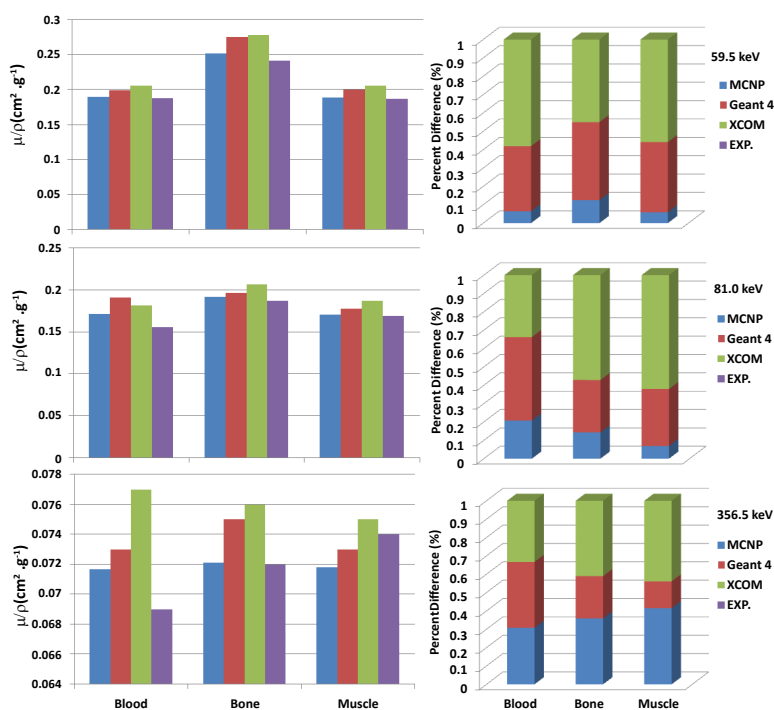 0.3
0.25
0.2
0.15
0.1
0.05
0
μ/ρ(cm² ·g⁻¹)
1
0.9
0.8
0.7
0.6
0.5
0.4
0.3
0.2
0.1
0
Percent Difference (%)
59.5 keV
MCNP
Geant 4
XCOM
EXP.
0.25
0.2
0.15
0.1
0.05
0
μ/ρ(cm² ·g⁻¹)
1
0.9
0.8
0.7
0.6
0.5
0.4
0.3
0.2
0.1
0
Percent Difference (%)
81.0 keV
MCNP
Geant 4
XCOM
EXP.
0.078
0.076
0.074
0.072
0.07
0.068
0.066
0.064
μ/ρ(cm² ·g⁻¹)
Blood Bone Muscle
1
0.9
0.8
0.7
0.6
0.5
0.4
0.3
0.2
0.1
0
PercentDifference (%)
Blood Bone Muscle
356.5 keV
MCNP
Geant 4
XCOM
EXP.